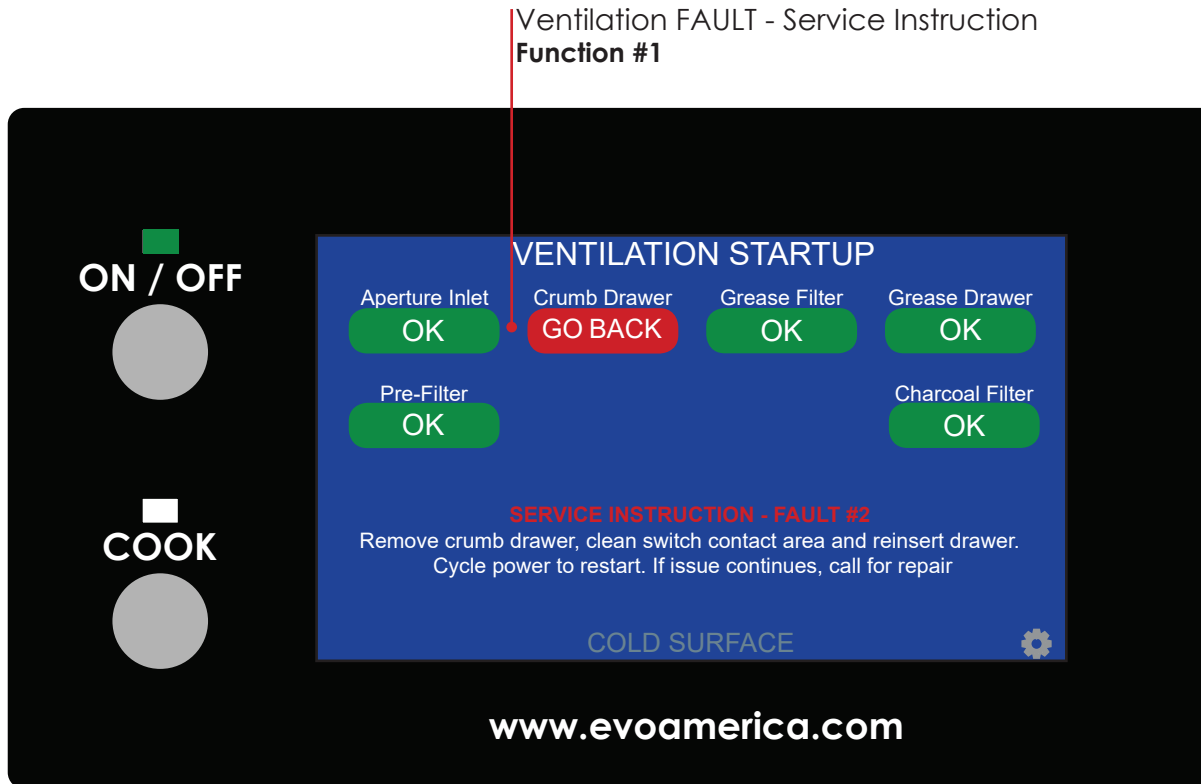 Ventilation FAULT - Service Instruction
Function #1
ON / OFF
VENTILATION STARTUP
Aperture Inlet
OK
Crumb Drawer
GO BACK
Grease Filter
OK
Grease Drawer
OK
Pre-Filter
OK
Charcoal Filter
OK
COOK
SERVICE INSTRUCTION - FAULT #2
Remove crumb drawer, clean switch contact area and reinsert drawer.
Cycle power to restart. If issue continues, call for repair
COLD SURFACE
www.evoamerica.com